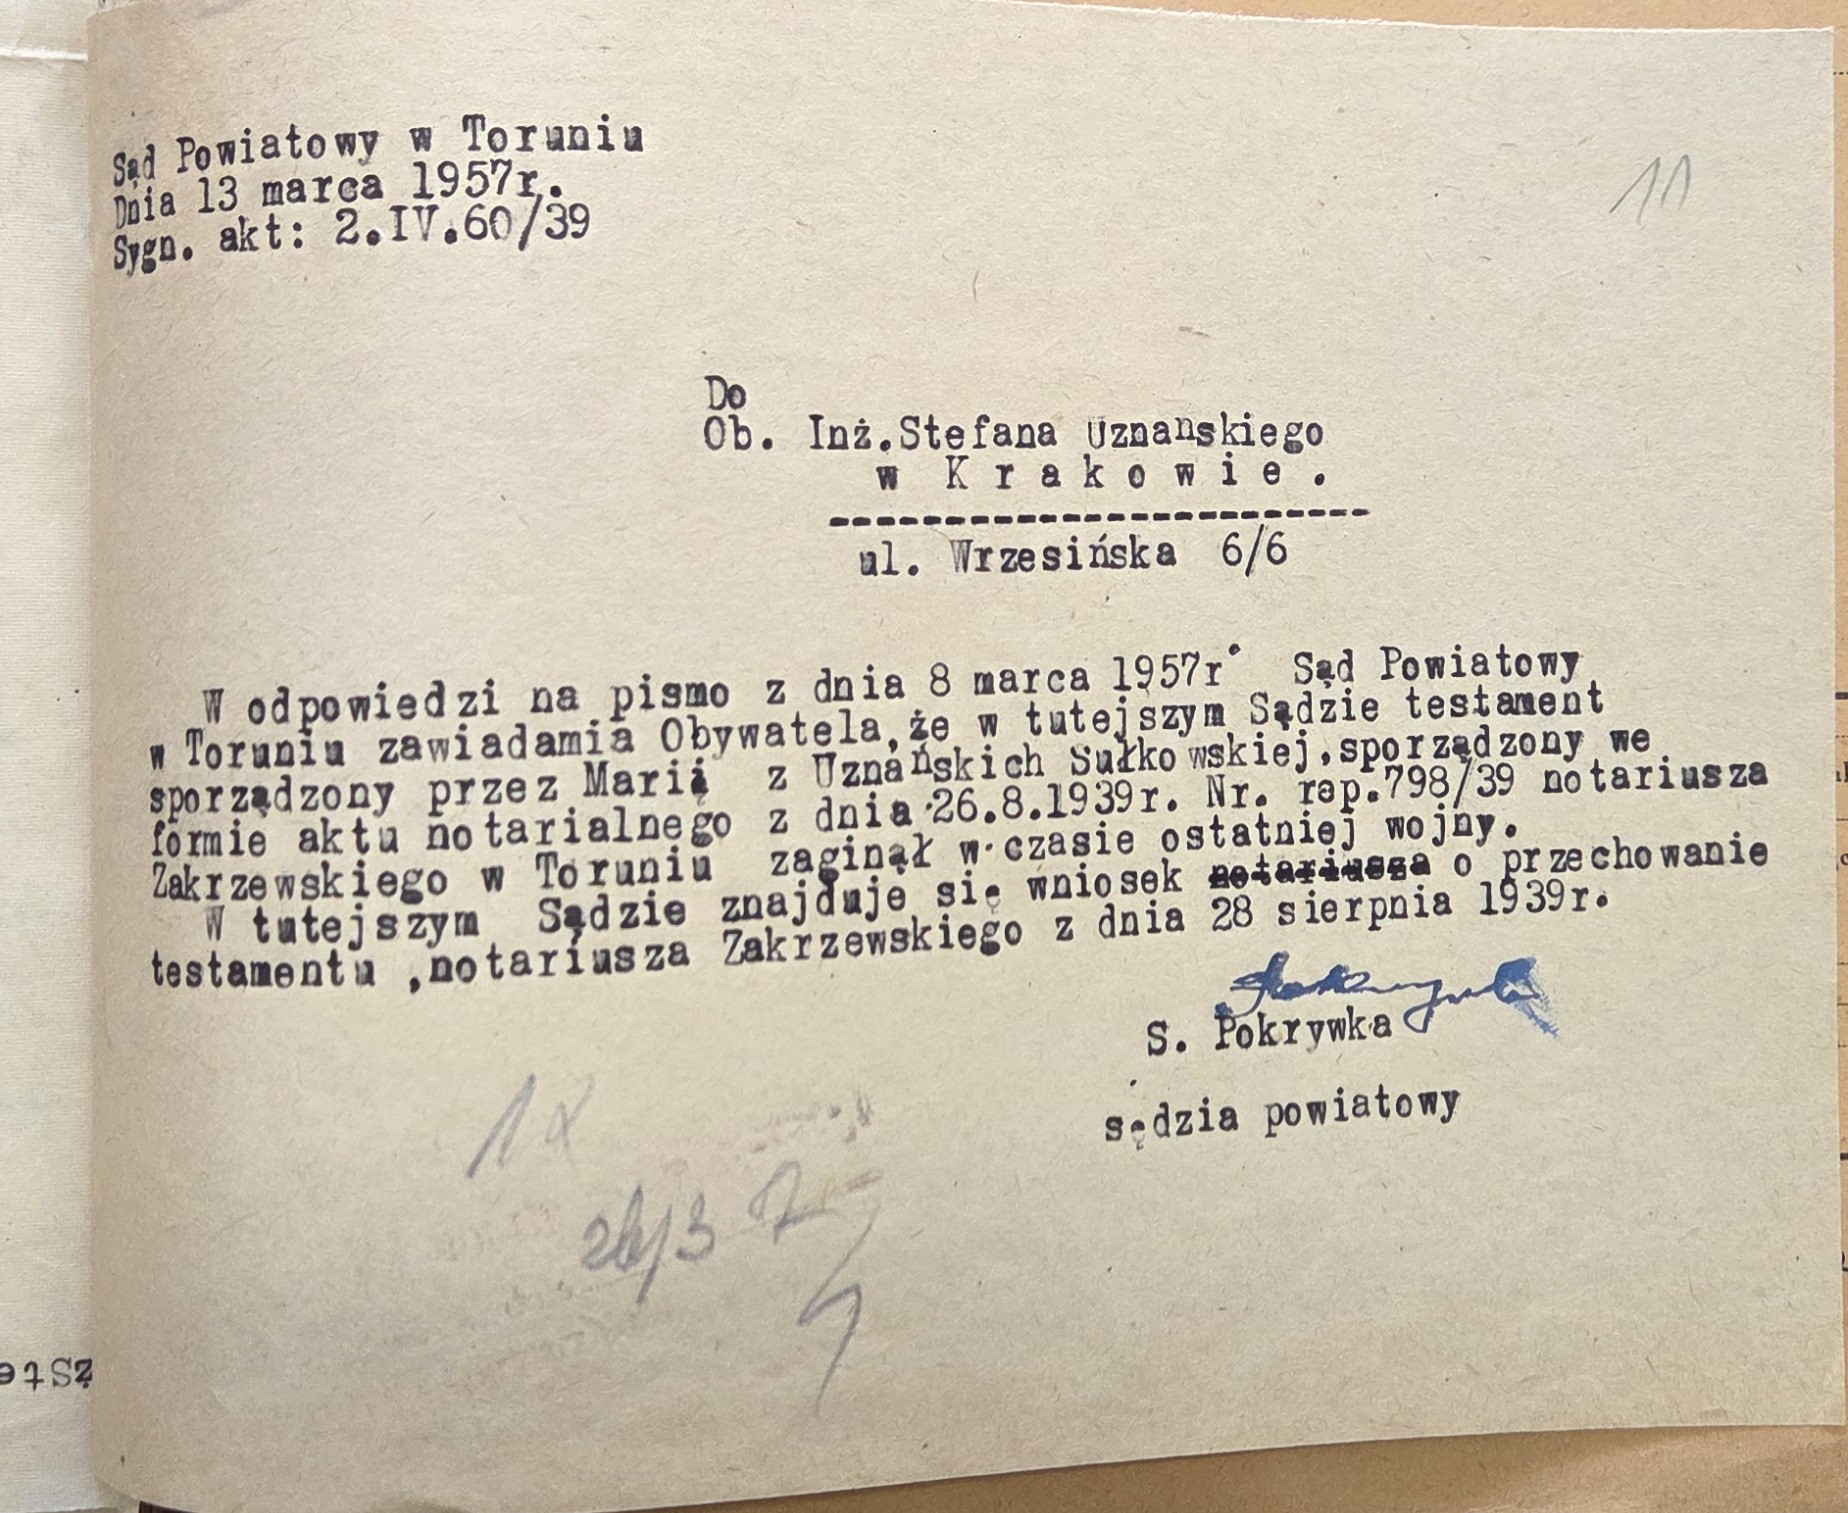 11
Sąd Powiatowy w Toruniu
Dnia 13 marca 1957r.
Sygn. akt: 2.IV.60/39
Do
Ob. Inż.Stefana Uznanskiego
w K r a k o w i e .
ul. Wrzesińska 6/6
W odpowiedzi na pismo z dnia 8 marca 1957r. Sąd Powiatowy
w Toruniu zawiadamia Obywatela,że w tutejszym Sądzie testament
sporządzony przez Marię z Uznańskich Sułkowskiej,sporządzony we
formie aktu notarialnego z dnia 26.8.1939r. Nr. rep.798/39 notariusza
Zakrzewskiego w Toruniu zaginął w czasie ostatniej wojny.
W tutejszym Sądzie znajduje się wniosek notariusza o przechowanie
testamentu ,notariusza Zakrzewskiego z dnia 28 sierpnia 1939r.
S. Pokrywka
sędzia powiatowy
26/3
żSte